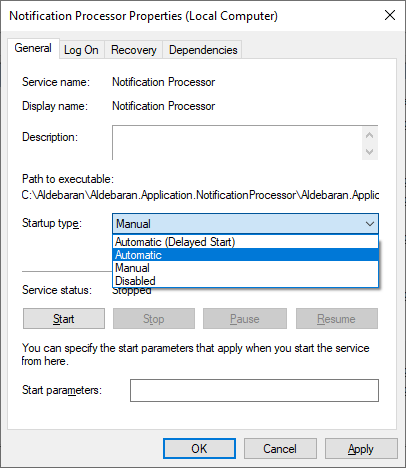 Notification Processor Properties (Local Computer)
General Log On Recovery Dependencies
Service name: Notification Processor
Display name: Notification Processor
Description:
Path to executable:
C:\Aldebaran\Aldebaran.Application.NotificationProcessor\Aldebaran.Applic
Startup type: Manual
Automatic (Delayed Start)
Automatic
Manual
Disabled
Service status: Stopped
Start Stop Pause Resume
You can specify the start parameters that apply when you start the service
from here.
Start parameters:
OK Cancel Apply